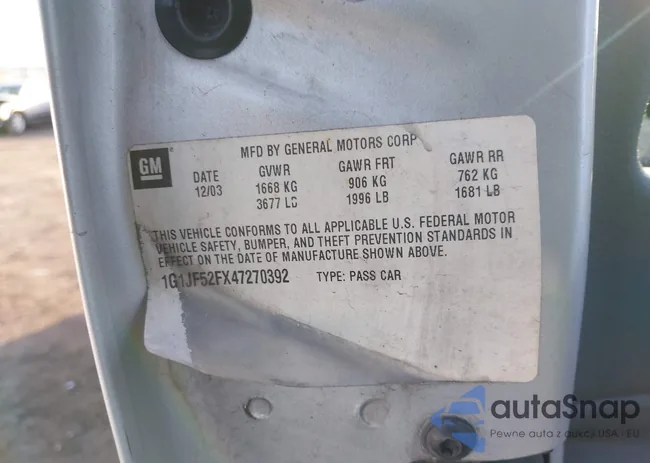 MFD BY GENERAL MOTORS CORP
GM DATE GVWR GAWR FRT GAWR RR
12/03 1668 KG 906 KG 762 KG
3677 LB 1996 LB 1681 LB
THIS VEHICLE CONFORMS TO ALL APPLICABLE U.S. FEDERAL MOTOR
VEHICLE SAFETY, BUMPER, AND THEFT PREVENTION STANDARDS IN
EFFECT ON THE DATE OF MANUFACTURE SHOWN ABOVE.
1G1JF52FX47270392 TYPE: PASS CAR
autaSnap
Pewne auta z aukcji USA - EU